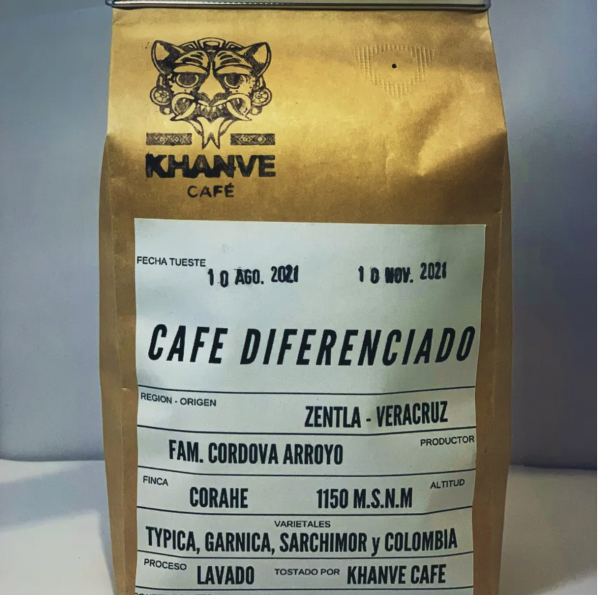 KHANVE
CAFÉ
FECHA TUESTE 10 AGO. 2021 10 NOV. 2021
CAFE DIFERENCIADO
REGION - ORIGEN ZENTLA - VERACRUZ
FAM. CORDOVA ARROYO PRODUCTOR
FINCA CORAHE 1150 M.S.N.M ALTITUD
VARIETALES
TYPICA, GARNICA, SARCHIMOR y COLOMBIA
PROCESO LAVADO TOSTADO POR KHANVE CAFE